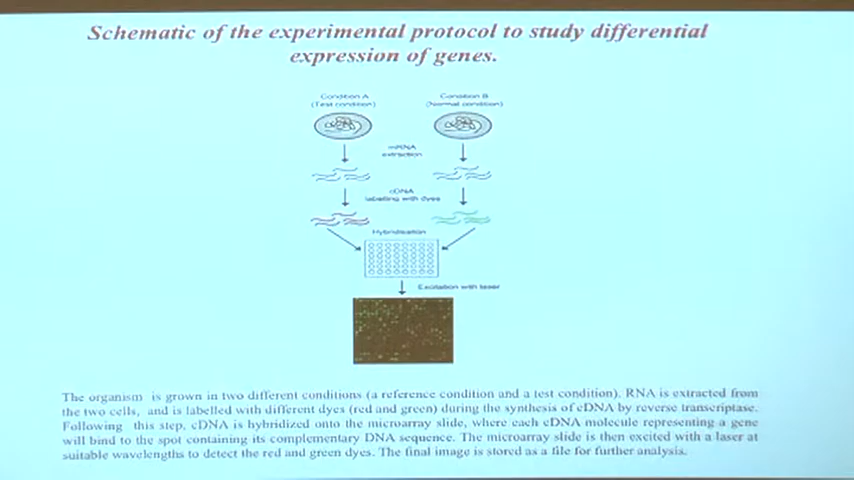 Schematic of the experimental protocol to study differential
expression of genes.
Condition A
(Test condition)
Condition B
(Normal condition)
mRNA
extraction
cDNA
labelling with dyes
Hybridisation
Excitation with laser
The organism is grown in two different conditions (a reference condition and a test condition). RNA is extracted from
the two cells, and is labelled with different dyes (red and green) during the synthesis of cDNA by reverse transcriptase.
Following this step, cDNA is hybridized onto the microarray slide, where each cDNA molecule representing a gene
will bind to the spot containing its complementary DNA sequence. The microarray slide is then excited with a laser at
suitable wavelengths to detect the red and green dyes. The final image is stored as a file for further analysis.